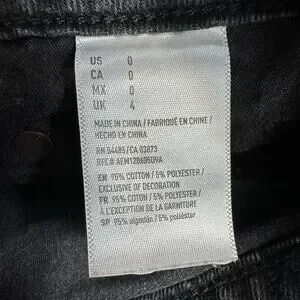 US 0
CA 0
MX 0
UK 4
MADE IN CHINA / FABRIQUÉ EN CHINE /
HECHO EN CHINA
RN 54485 / CA 03873
RFC# AEM120605U9A
EN 95% COTTON / 5% POLYESTER /
EXCLUSIVE OF DECORATION
FR 95% COTON / 5% POLYESTER /
À L'EXCEPTION DE LA GARNITURE
SP 95% algodón / 5% poliéster